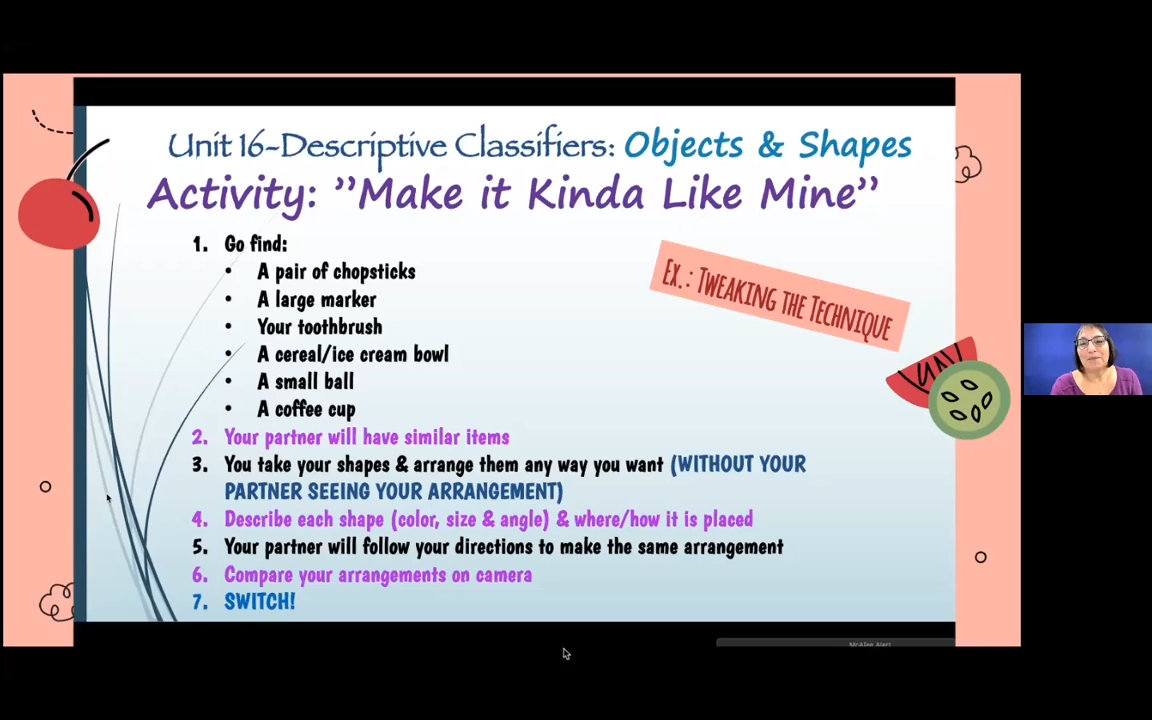 Unit 16-Descriptive Classifiers: Objects & Shapes
Activity: ”Make it Kinda Like Mine”
1. Go find:
• A pair of chopsticks
• A large marker
• Your toothbrush
• A cereal/ice cream bowl
• A small ball
• A coffee cup
2. Your partner will have similar items
3. You take your shapes & arrange them any way you want (WITHOUT YOUR
PARTNER SEEING YOUR ARRANGEMENT)
4. Describe each shape (color, size & angle) & where/how it is placed
5. Your partner will follow your directions to make the same arrangement
6. Compare your arrangements on camera
7. SWITCH!
Ex.: Tweaking the Technique
McAfee Alert